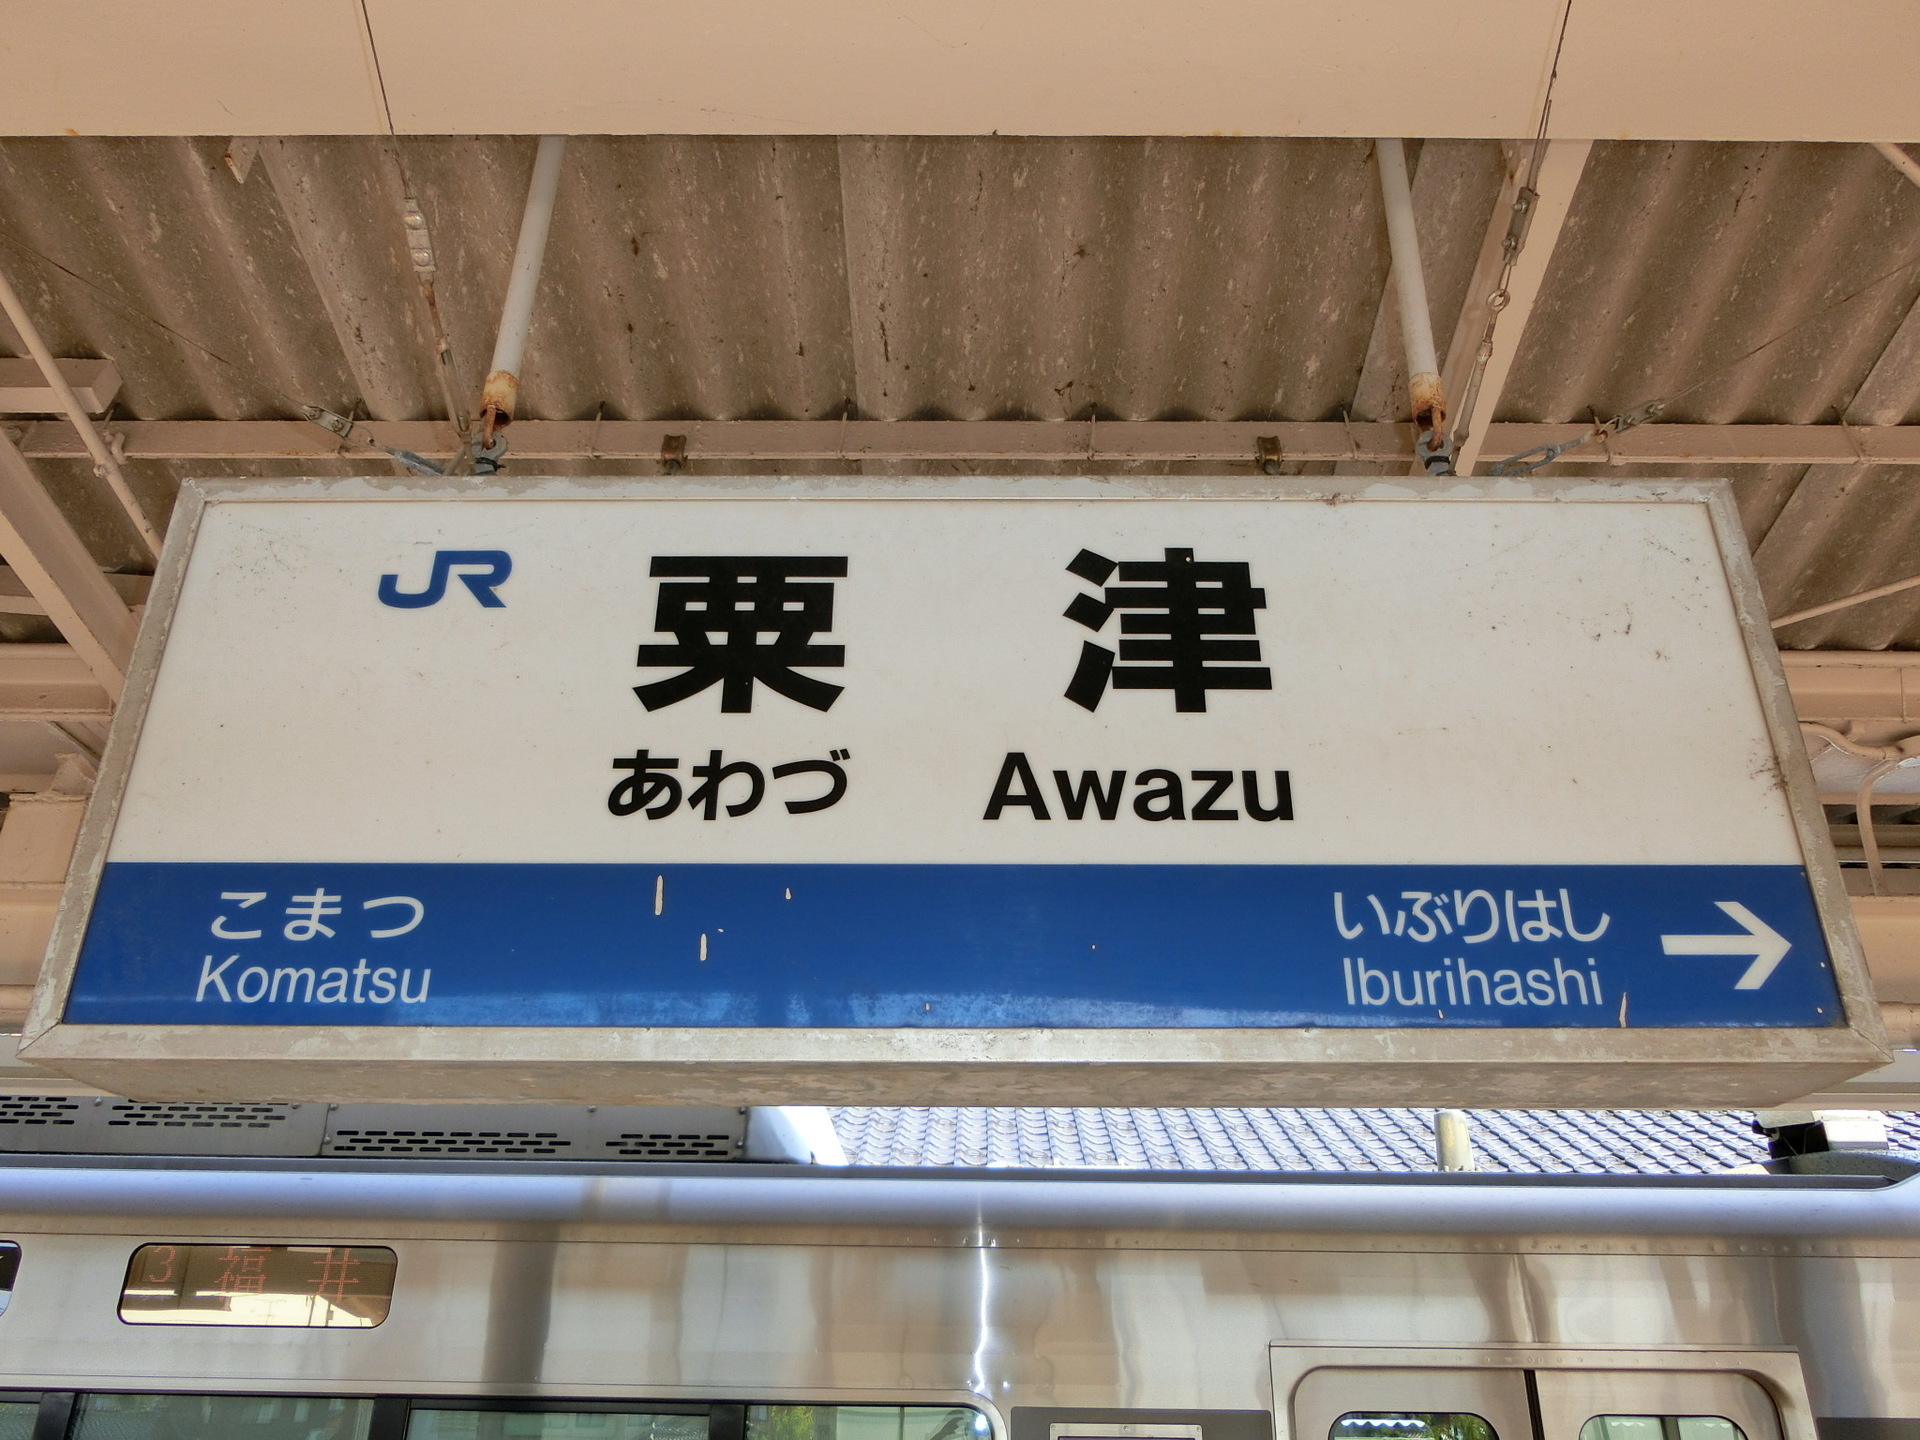 JR
粟津
あわづ Awazu
こまつ いぶりはし →
Komatsu Iburihashi
3 福井